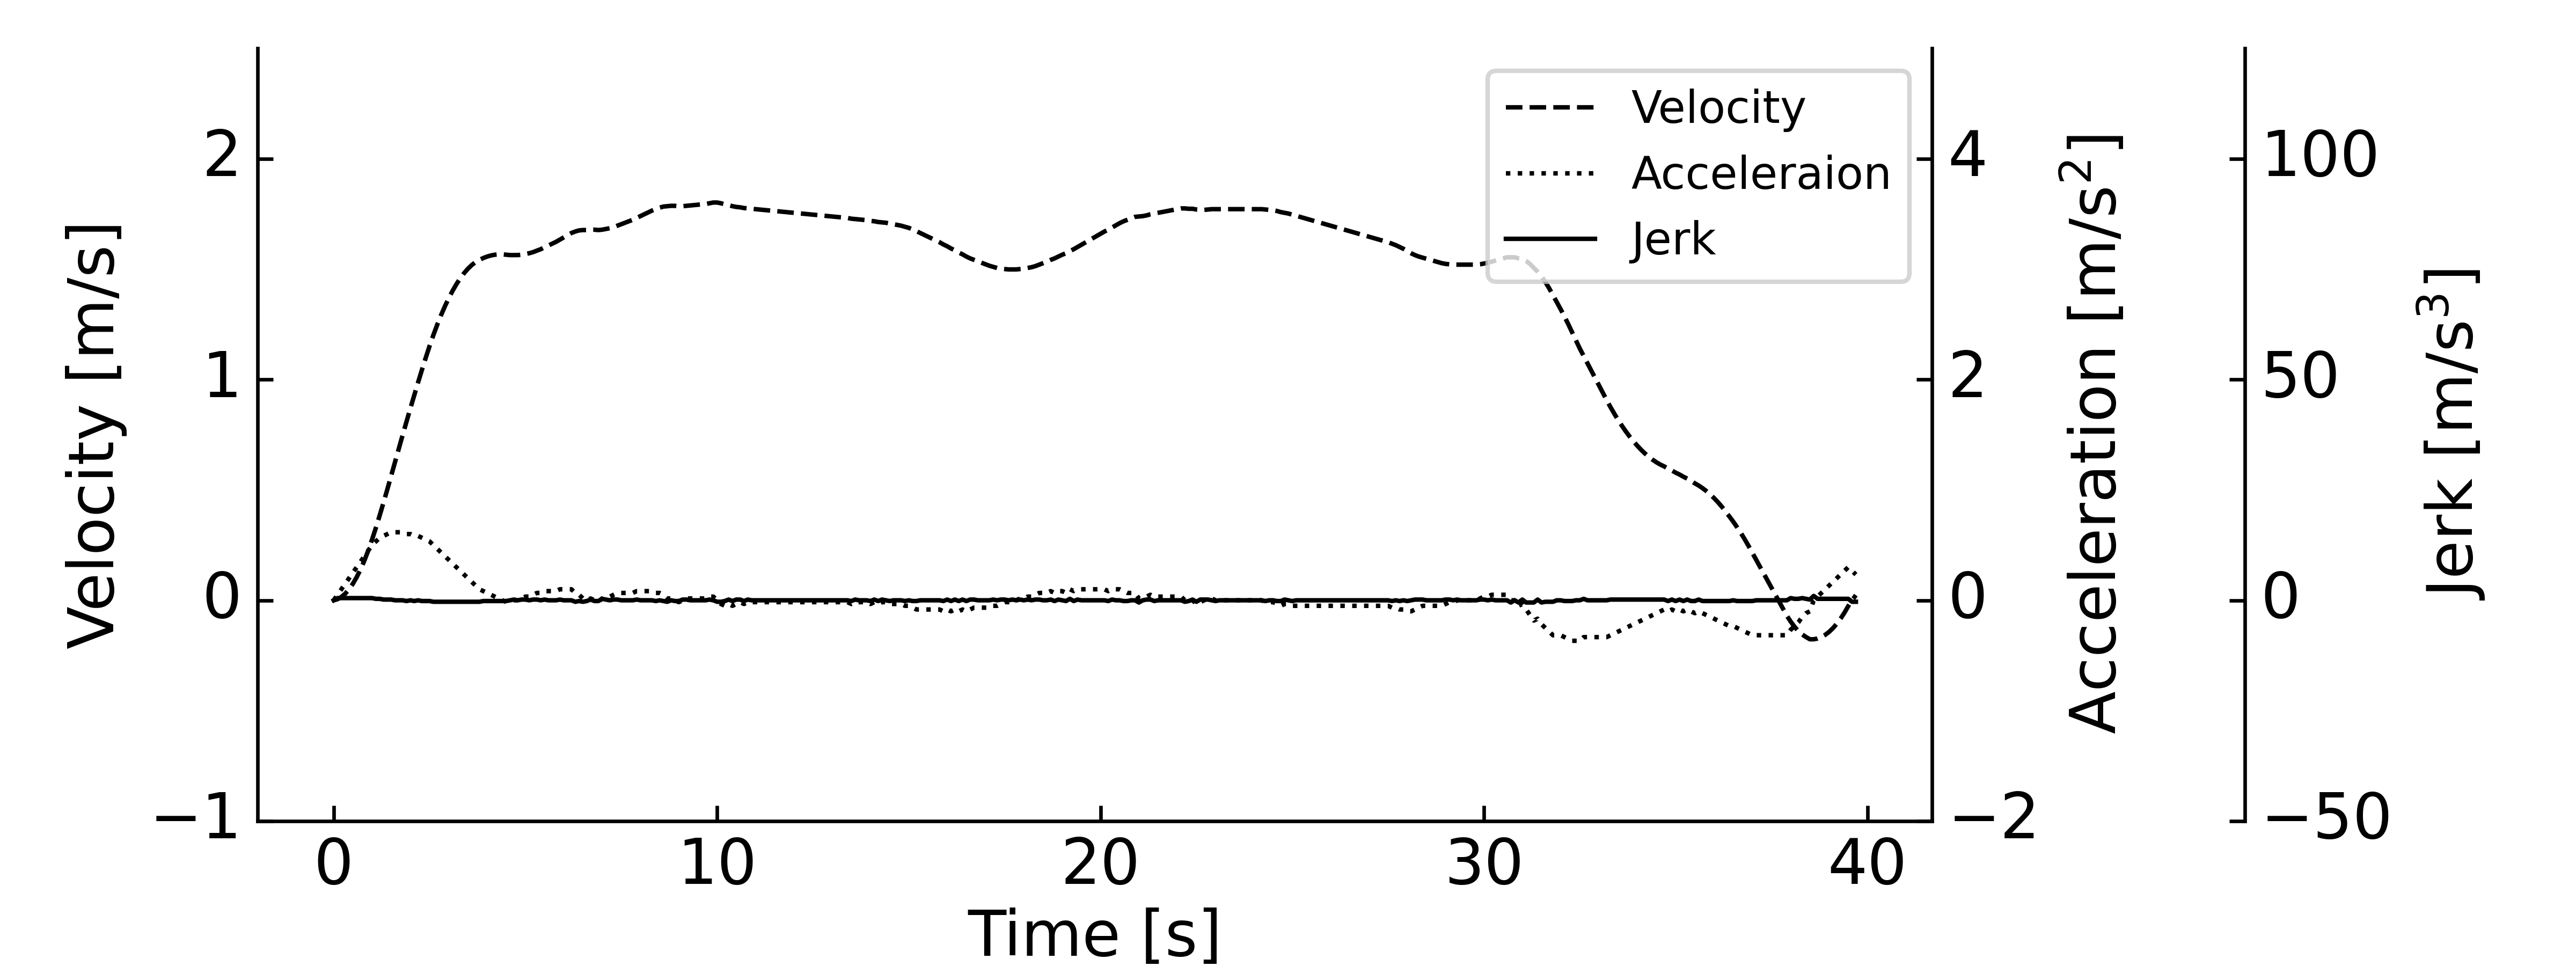 Velocity [m/s]
2
1
0
−1
0 10 20 30 40
Time [s]
Velocity
Acceleraion
Jerk
4
2
0
−2
Acceleration [m/s²]
100
50
0
−50
Jerk [m/s³]